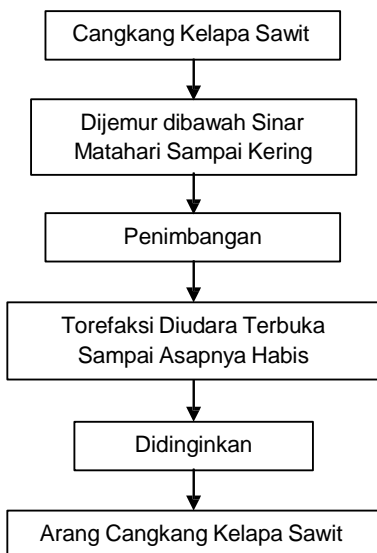 Cangkang Kelapa Sawit
Dijemur dibawah Sinar
Matahari Sampai Kering
Penimbangan
Torefaksi Diudara Terbuka
Sampai Asapnya Habis
Didinginkan
Arang Cangkang Kelapa Sawit